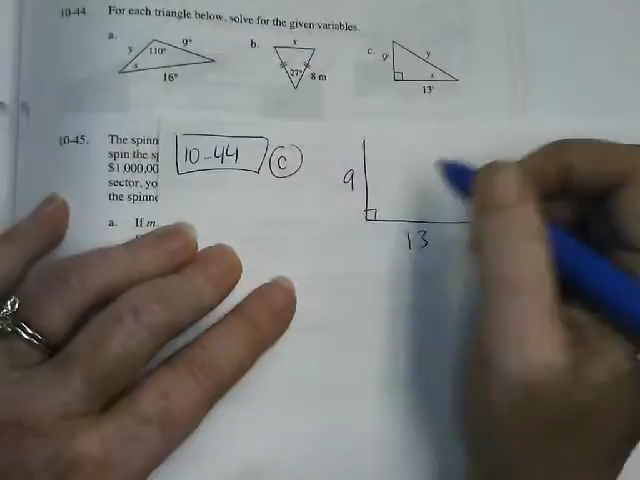 10-44. For each triangle below, solve for the given variables.
a. y 9" 110° x 16"
b. x 27° 8 m
c. 9' y x 13'
10-45. The spinn
spin the s
$1,000,00
sector, yo
the spinne
a. If m
10-44 C
9
13